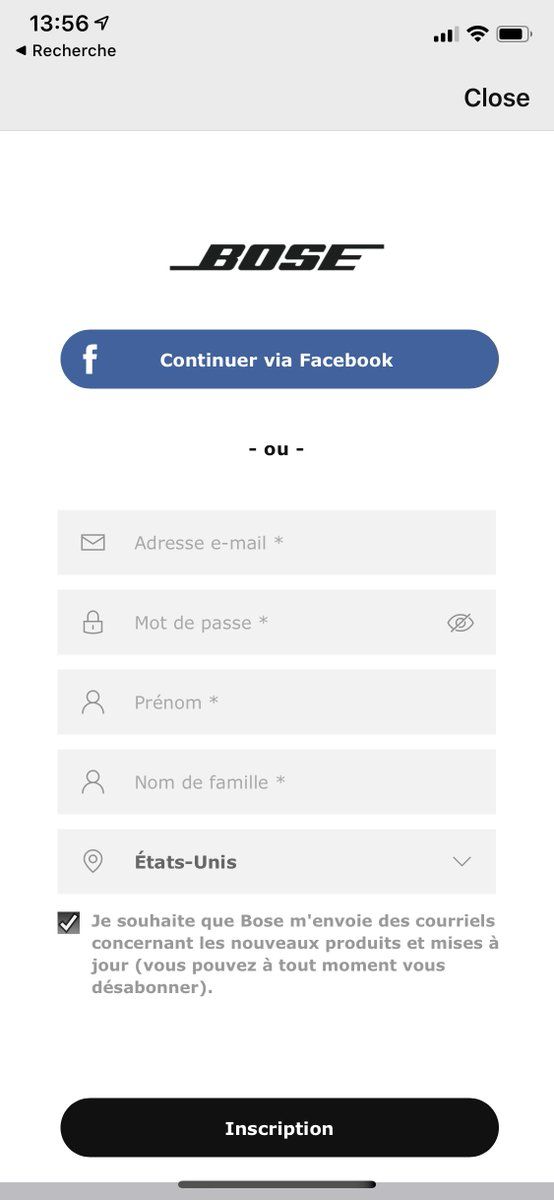 13:56
◀ Recherche
Close
BOSE
f Continuer via Facebook
- ou -
Adresse e-mail *
Mot de passe *
Prénom *
Nom de famille *
États-Unis
Je souhaite que Bose m'envoie des courriels
concernant les nouveaux produits et mises à
jour (vous pouvez à tout moment vous
désabonner).
Inscription